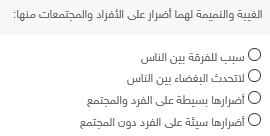 الغيبة والنميمة لهما أضرار على الأفراد والمجتمعات منها:
سبب للفرقة بين الناس
لاتحدث البغضاء بين الناس
أضرارها بسيطة على الفرد والمجتمع
أضرارها سيئة على الفرد دون المجتمع